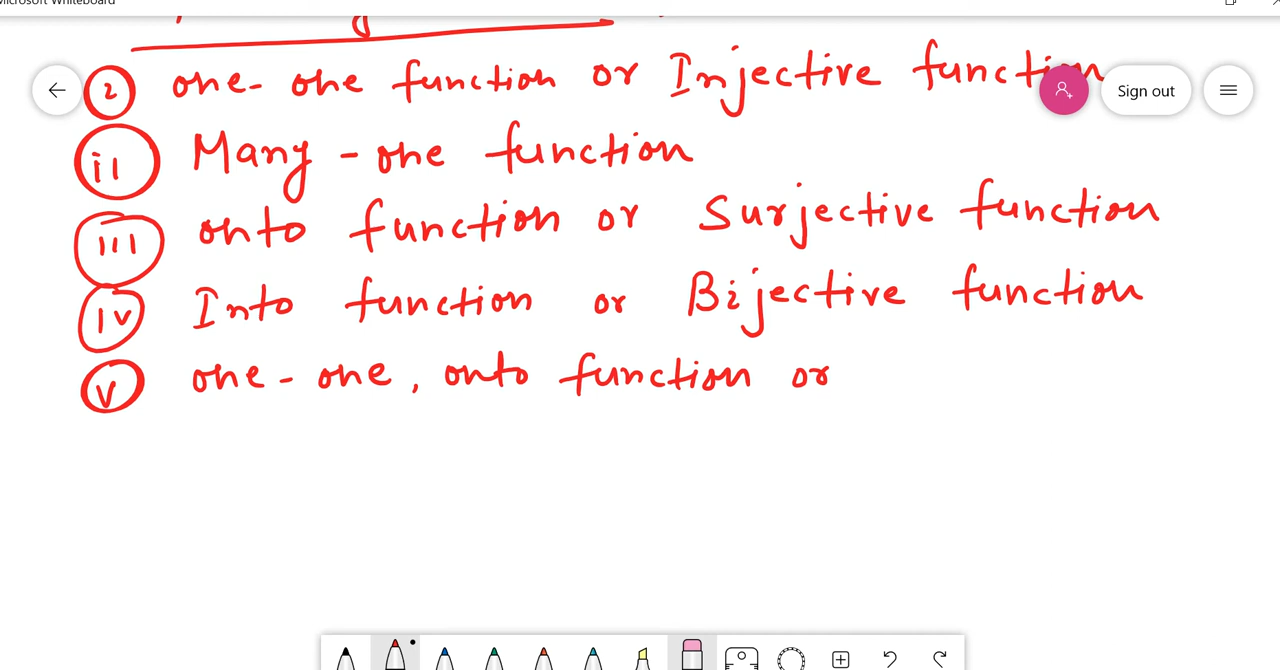 Microsoft Whiteboard
i one-one function or Injective function
Sign out
ii Many-one function
iii onto function or Surjective function
iv Into function or Bijective function
v one-one, onto function or